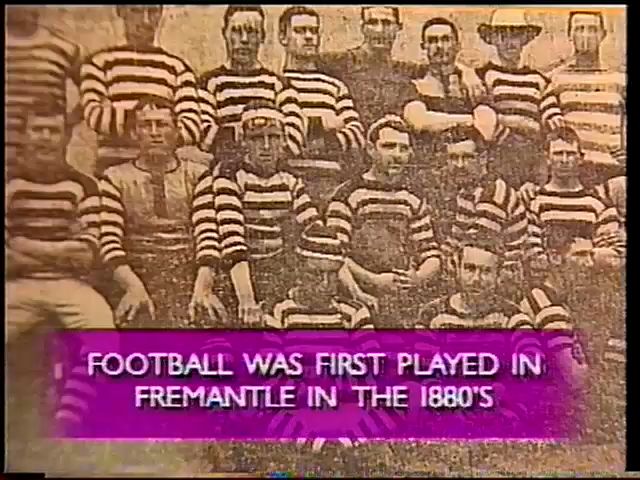 FOOTBALL WAS FIRST PLAYED IN
FREMANTLE IN THE 1880'S